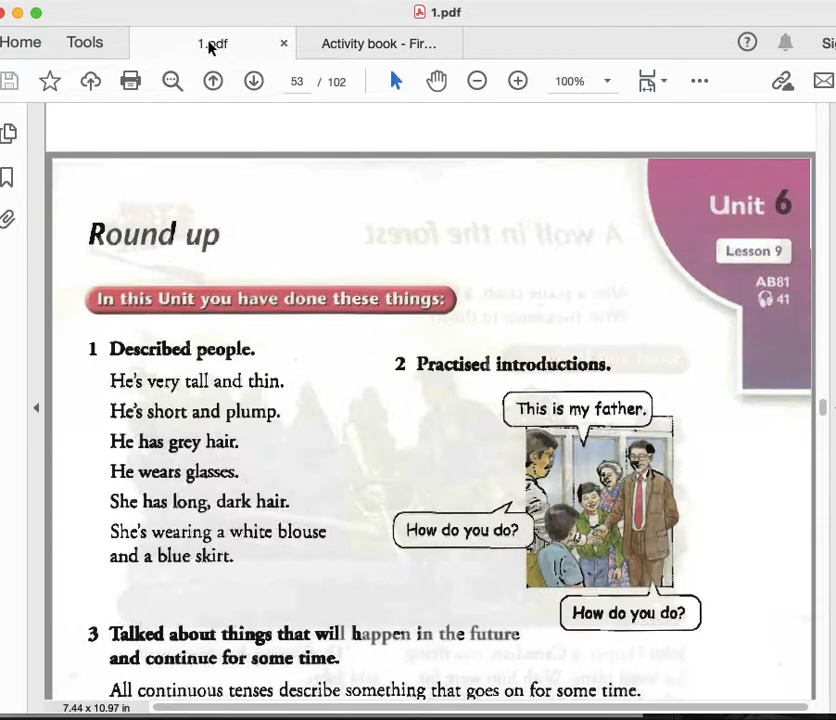 1.pdf
Home
Tools
1.pdf
×
Activity book - Fir...
?
53 / 102
100%
Round up
Unit 6
Lesson 9
AB81
41
In this Unit you have done these things:
1 Described people.
He's very tall and thin.
He's short and plump.
He has grey hair.
He wears glasses.
She has long, dark hair.
She's wearing a white blouse
and a blue skirt.
2 Practised introductions.
This is my father.
How do you do?
How do you do?
3 Talked about things that will happen in the future
and continue for some time.
All continuous tenses describe something that goes on for some time.
7.44 x 10.97 in